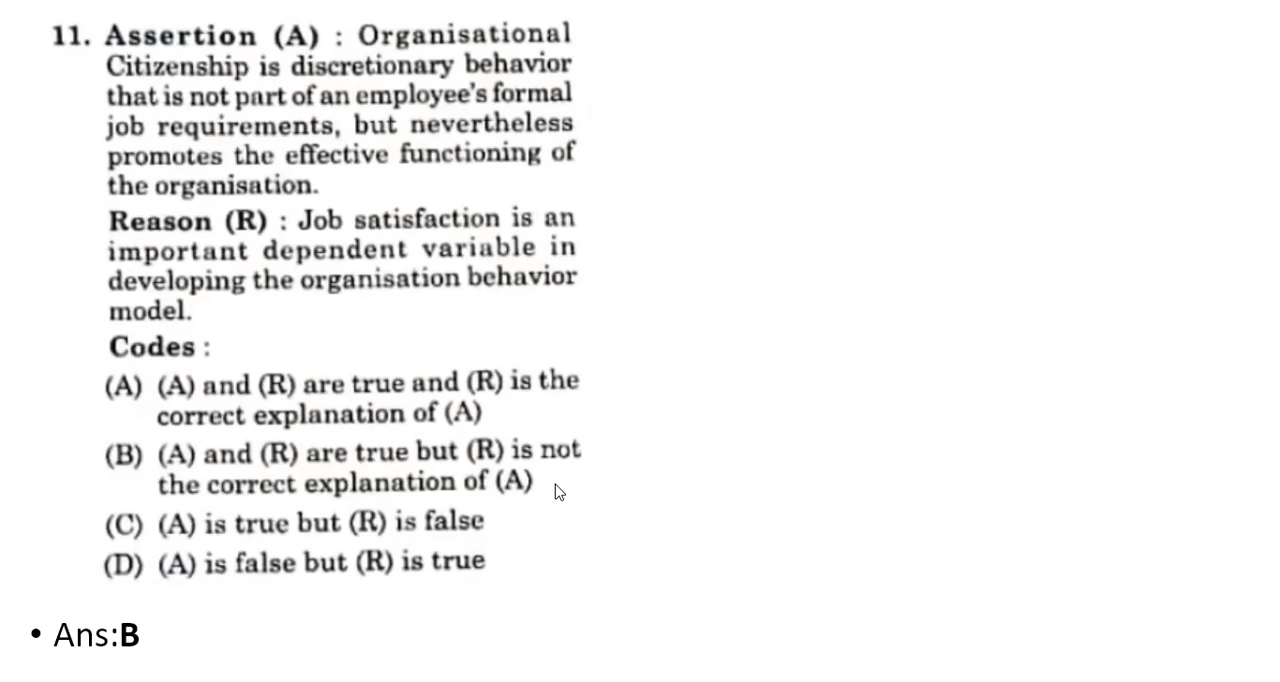 11. Assertion (A) : Organisational
Citizenship is discretionary behavior
that is not part of an employee's formal
job requirements, but nevertheless
promotes the effective functioning of
the organisation.
Reason (R) : Job satisfaction is an
important dependent variable in
developing the organisation behavior
model.
Codes :
(A) (A) and (R) are true and (R) is the
correct explanation of (A)
(B) (A) and (R) are true but (R) is not
the correct explanation of (A)
(C) (A) is true but (R) is false
(D) (A) is false but (R) is true
• Ans:B